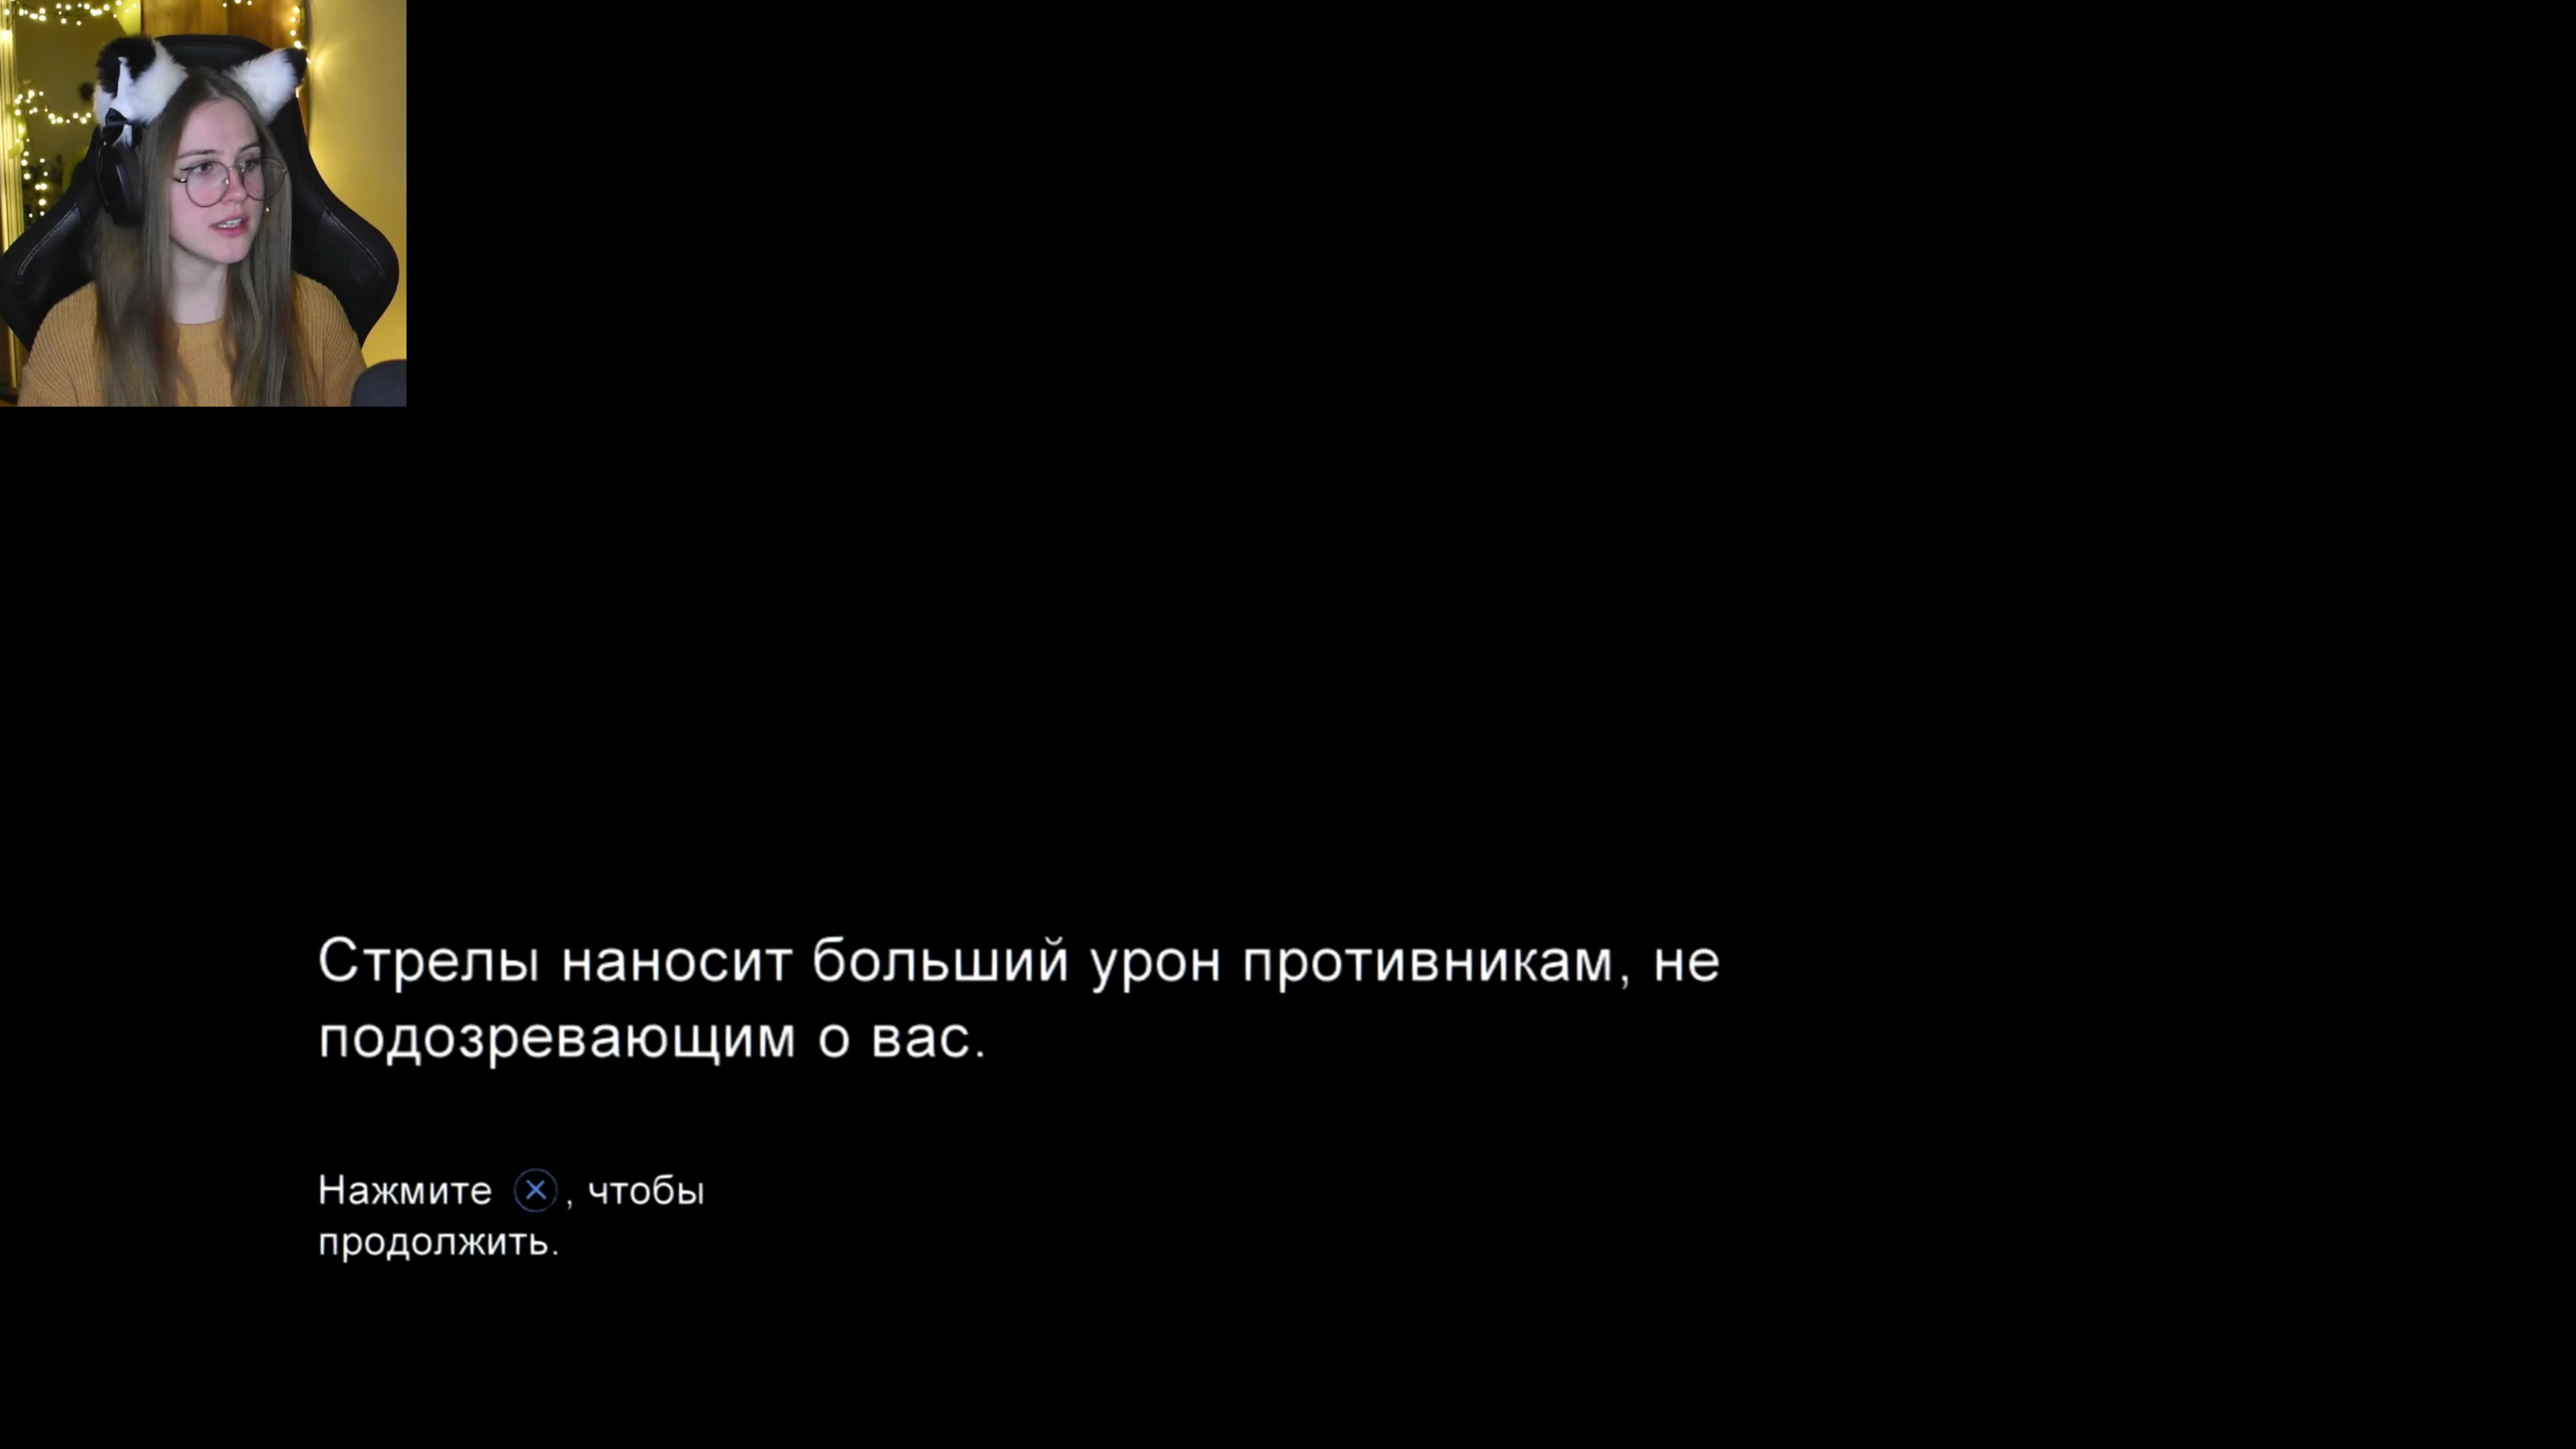 Стрелы наносит больший урон противникам, не
подозревающим о вас.
Нажмите ⊗, чтобы
продолжить.